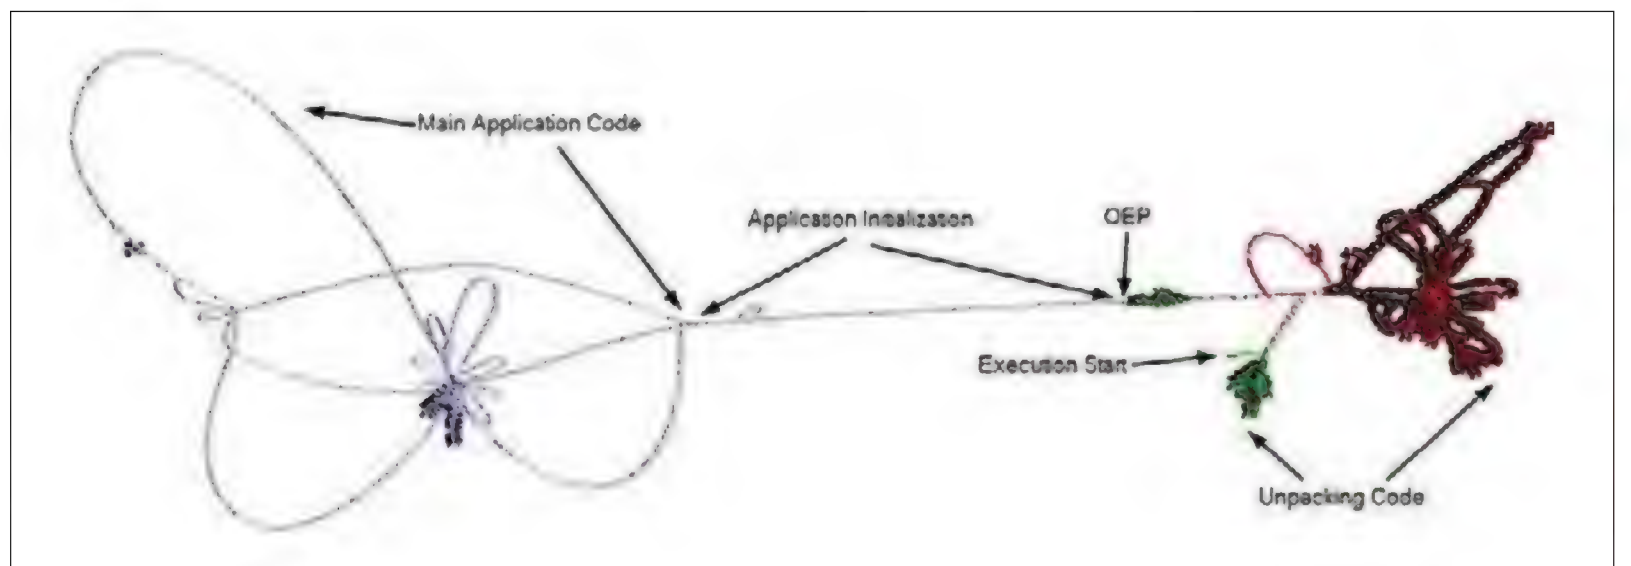 Main Application Code
Application Initialization
OEP
Execution Start
Unpacking Code